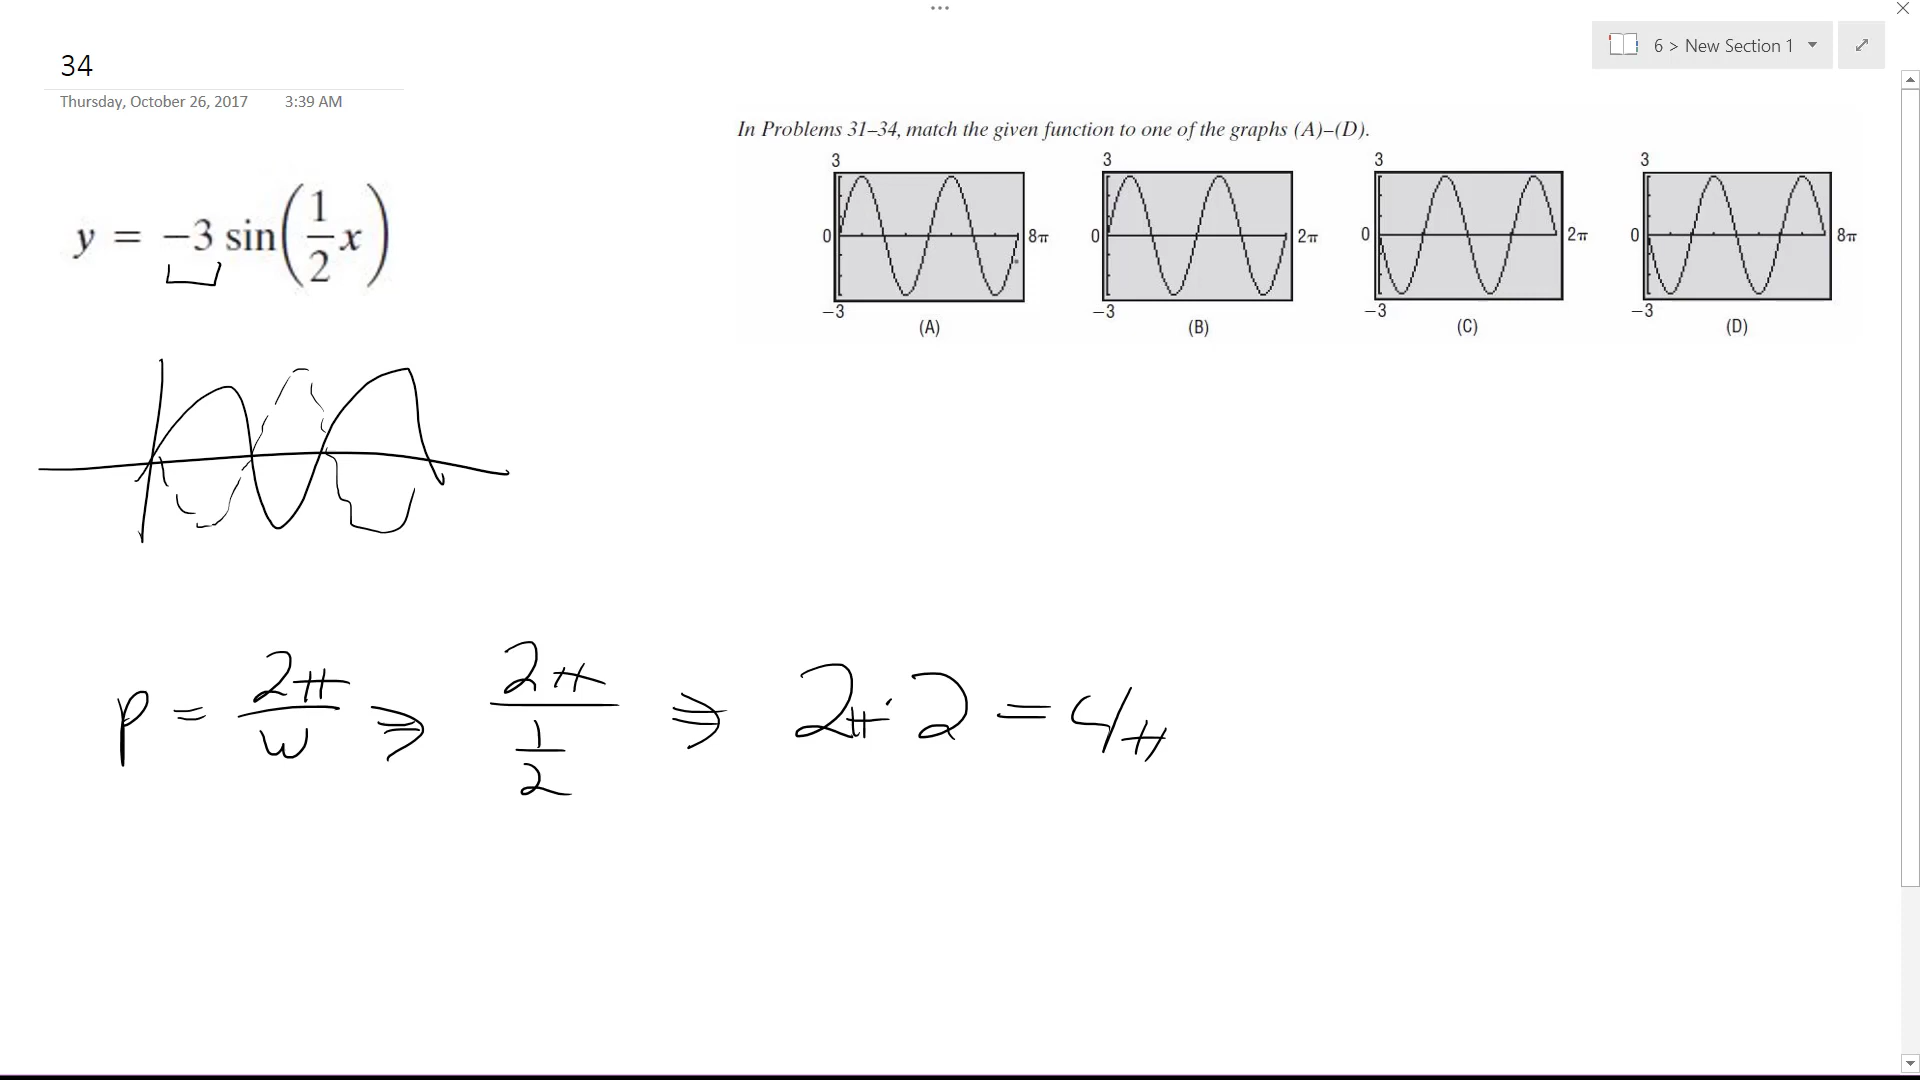 6 > New Section 1
34
Thursday, October 26, 2017 3:39 AM
In Problems 31–34, match the given function to one of the graphs (A)–(D).
y = −3 sin(1/2 x)
3
0
8π
−3
(A)
3
0
2π
−3
(B)
3
0
2π
−3
(C)
3
0
8π
−3
(D)
p = 2π/w ⇒ 2π/(1/2) ⇒ 2π·2 = 4π